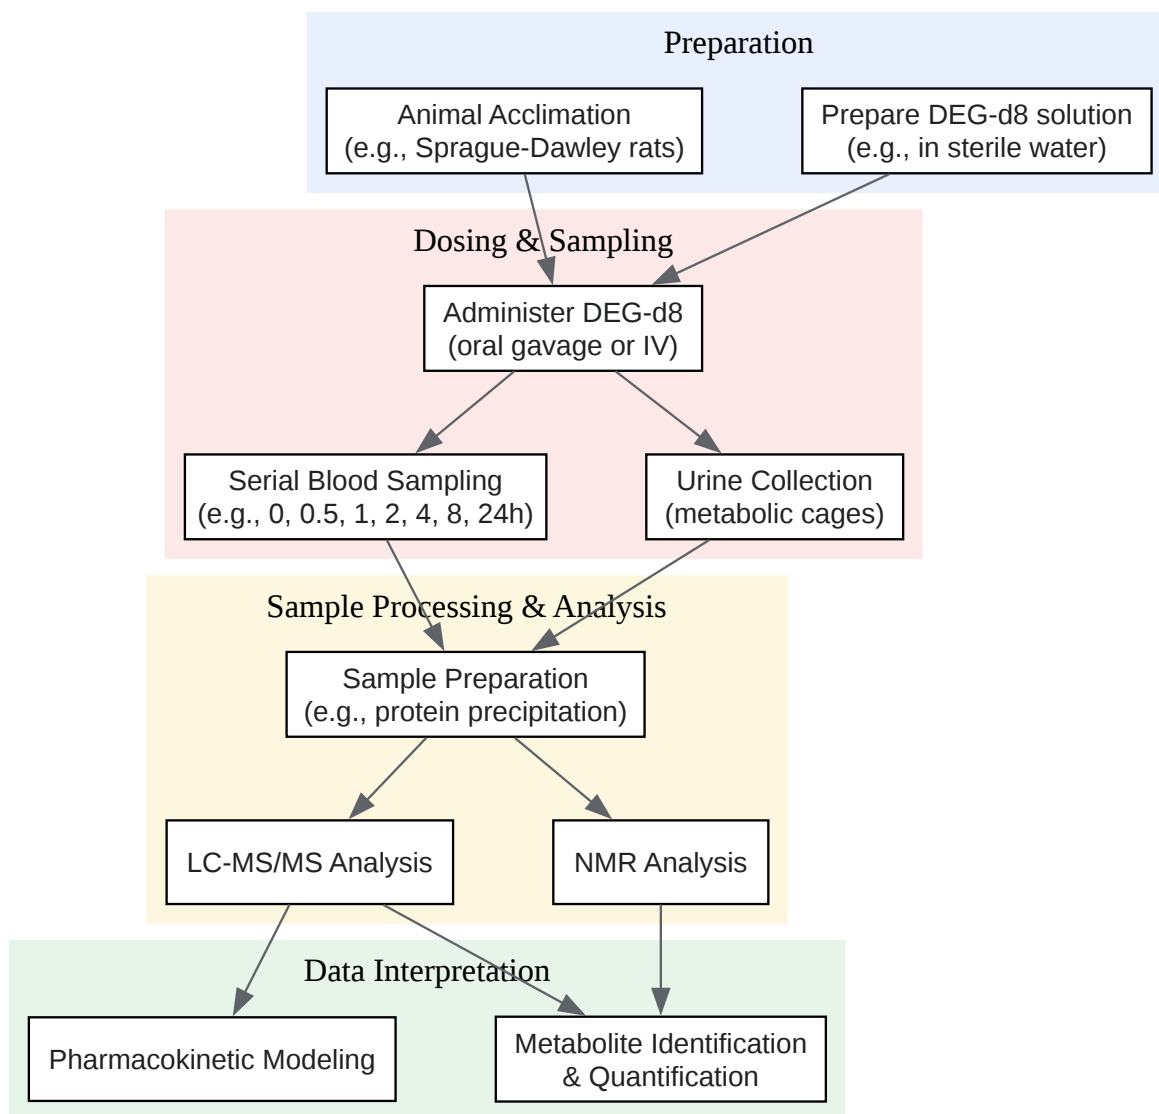 Preparation
Animal Acclimation
(e.g., Sprague-Dawley rats)
Prepare DEG-d8 solution
(e.g., in sterile water)
Dosing & Sampling
Administer DEG-d8
(oral gavage or IV)
Serial Blood Sampling
(e.g., 0, 0.5, 1, 2, 4, 8, 24h)
Urine Collection
(metabolic cages)
Sample Processing & Analysis
Sample Preparation
(e.g., protein precipitation)
LC-MS/MS Analysis
NMR Analysis
Data Interpretation
Pharmacokinetic Modeling
Metabolite Identification
& Quantification